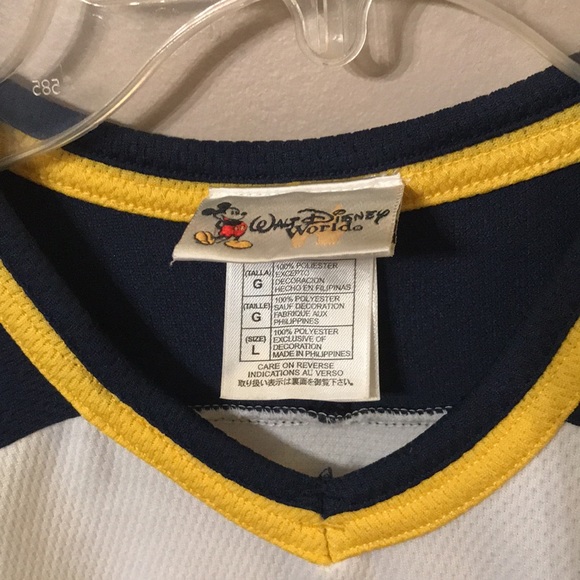 585
WALT DISNEY
World®
(TALLA)
G
100% POLIESTER
EXCEPTO
DECORACION
HECHO EN FILIPINAS
(TAILLE)
G
100% POLYESTER
SAUF DECORATION
FABRIQUE AUX
PHILIPPINES
(SIZE)
L
100% POLYESTER
EXCLUSIVE OF
DECORATION
MADE IN PHILIPPINES
CARE ON REVERSE
INDICATIONS AU VERSO
取り扱い表示は裏面を御覧下さい。